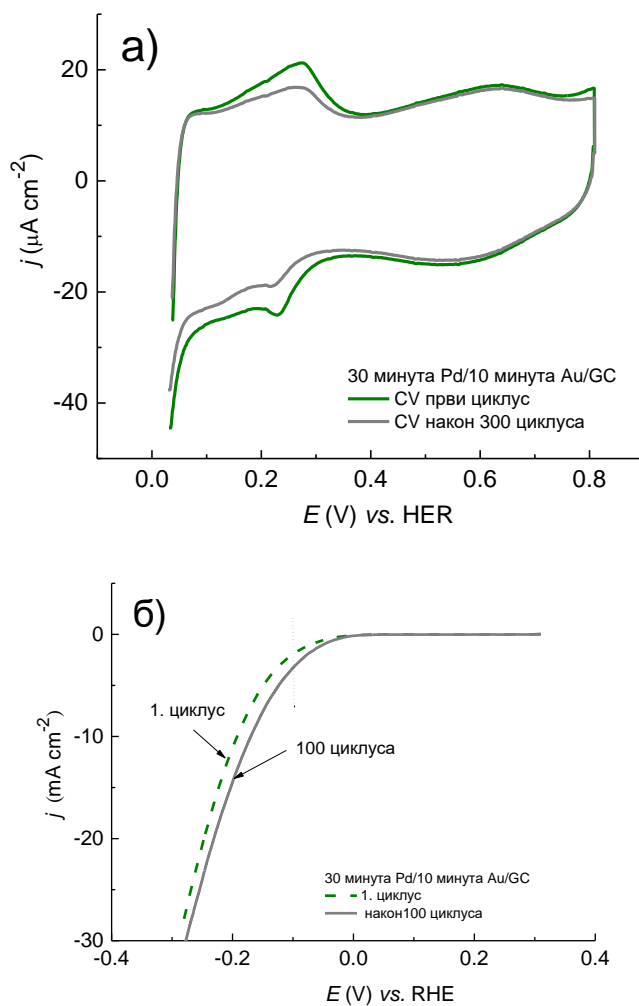 а)
20
0
-20
-40
j (μA cm-2)
30 минута Pd/10 минута Au/GC
CV први циклус
CV након 300 циклуса
0.0 0.2 0.4 0.6 0.8
E (V) vs. HER
б)
0
-10
-20
-30
j (mA cm-2)
1. циклус
100 циклуса
30 минута Pd/10 минута Au/GC
1. циклус
након100 циклуса
-0.4 -0.2 0.0 0.2 0.4
E (V) vs. RHE